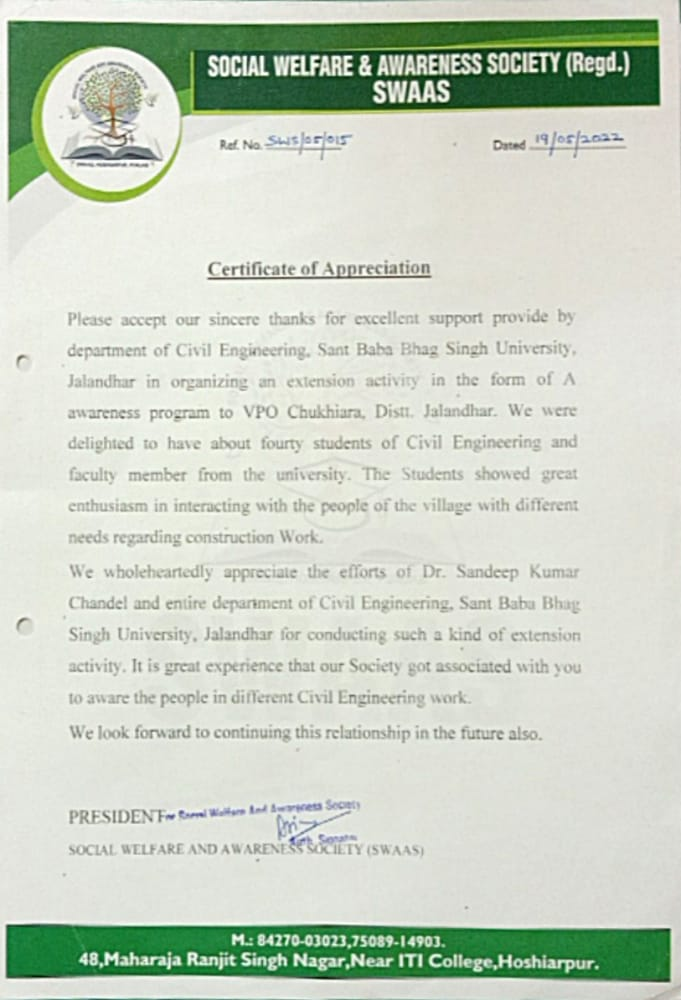 SOCIAL WELFARE & AWARENESS SOCIETY (Regd.)
SWAAS
Ref. No. SWS/05/015
Dated 19/05/2022
Certificate of Appreciation
Please accept our sincere thanks for excellent support provide by
department of Civil Engineering, Sant Baba Bhag Singh University,
Jalandhar in organizing an extension activity in the form of A
awareness program to VPO Chukhiara, Distt. Jalandhar. We were
delighted to have about fourty students of Civil Engineering and
faculty member from the university. The Students showed great
enthusiasm in interacting with the people of the village with different
needs regarding construction Work.
We wholeheartedly appreciate the efforts of Dr. Sandeep Kumar
Chandel and entire department of Civil Engineering, Sant Baba Bhag
Singh University, Jalandhar for conducting such a kind of extension
activity. It is great experience that our Society got associated with you
to aware the people in different Civil Engineering work.
We look forward to continuing this relationship in the future also.
PRESIDENT
For Social Welfare And Awareness Society
Auth. Signatory
SOCIAL WELFARE AND AWARENESS SOCIETY (SWAAS)
M.: 84270-03023,75089-14903.
48,Maharaja Ranjit Singh Nagar,Near ITI College,Hoshiarpur.